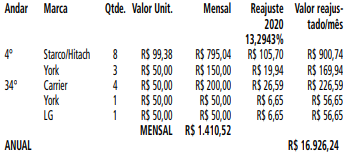 Andar Marca Qtde. Valor Unit. Mensal Reajuste Valor reajus-
2020 tado/mês
13,2943%
4º Starco/Hitach 8 R$ 99,38 R$ 795,04 R$ 105,70 R$ 900,74
York 3 R$ 50,00 R$ 150,00 R$ 19,94 R$ 169,94
34º Carrier 4 R$ 50,00 R$ 200,00 R$ 26,59 R$ 226,59
York 1 R$ 50,00 R$ 50,00 R$ 6,65 R$ 56,65
LG 1 R$ 50,00 R$ 50,00 R$ 6,65 R$ 56,65
MENSAL R$ 1.410,52
ANUAL R$ 16.926,24